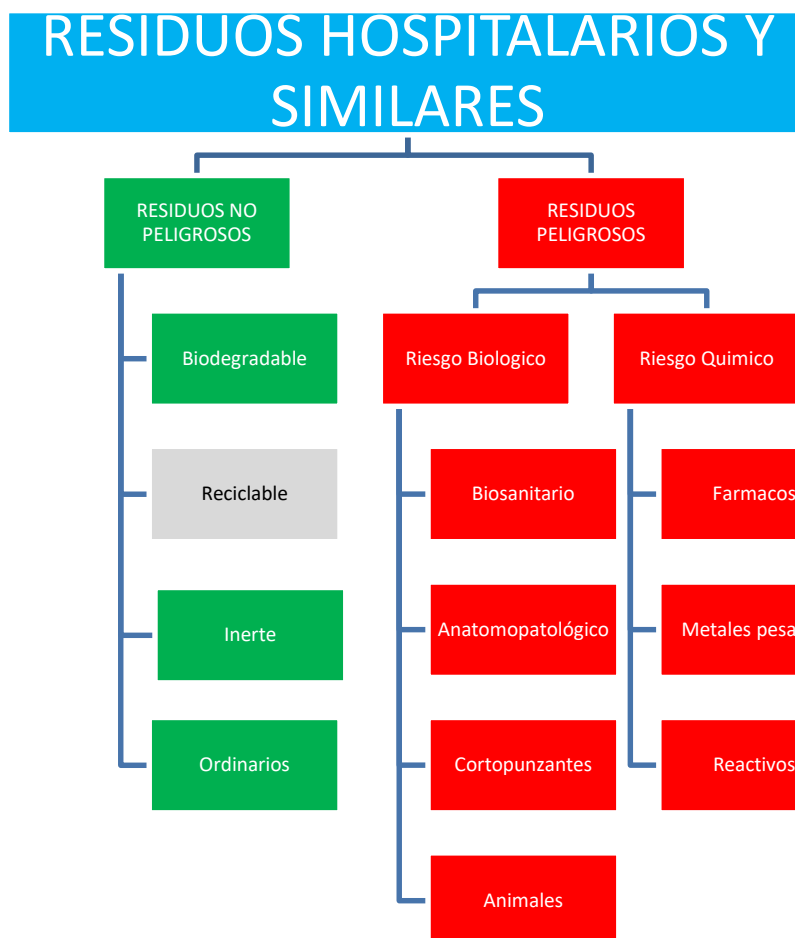 RESIDUOS HOSPITALARIOS Y
SIMILARES
RESIDUOS NO
PELIGROSOS
RESIDUOS
PELIGROSOS
Biodegradable
Riesgo Biologico
Riesgo Quimico
Reciclable
Biosanitario
Farmacos
Inerte
Anatomopatológico
Metales
Ordinarios
Cortopunzantes
Reactivos
Animales